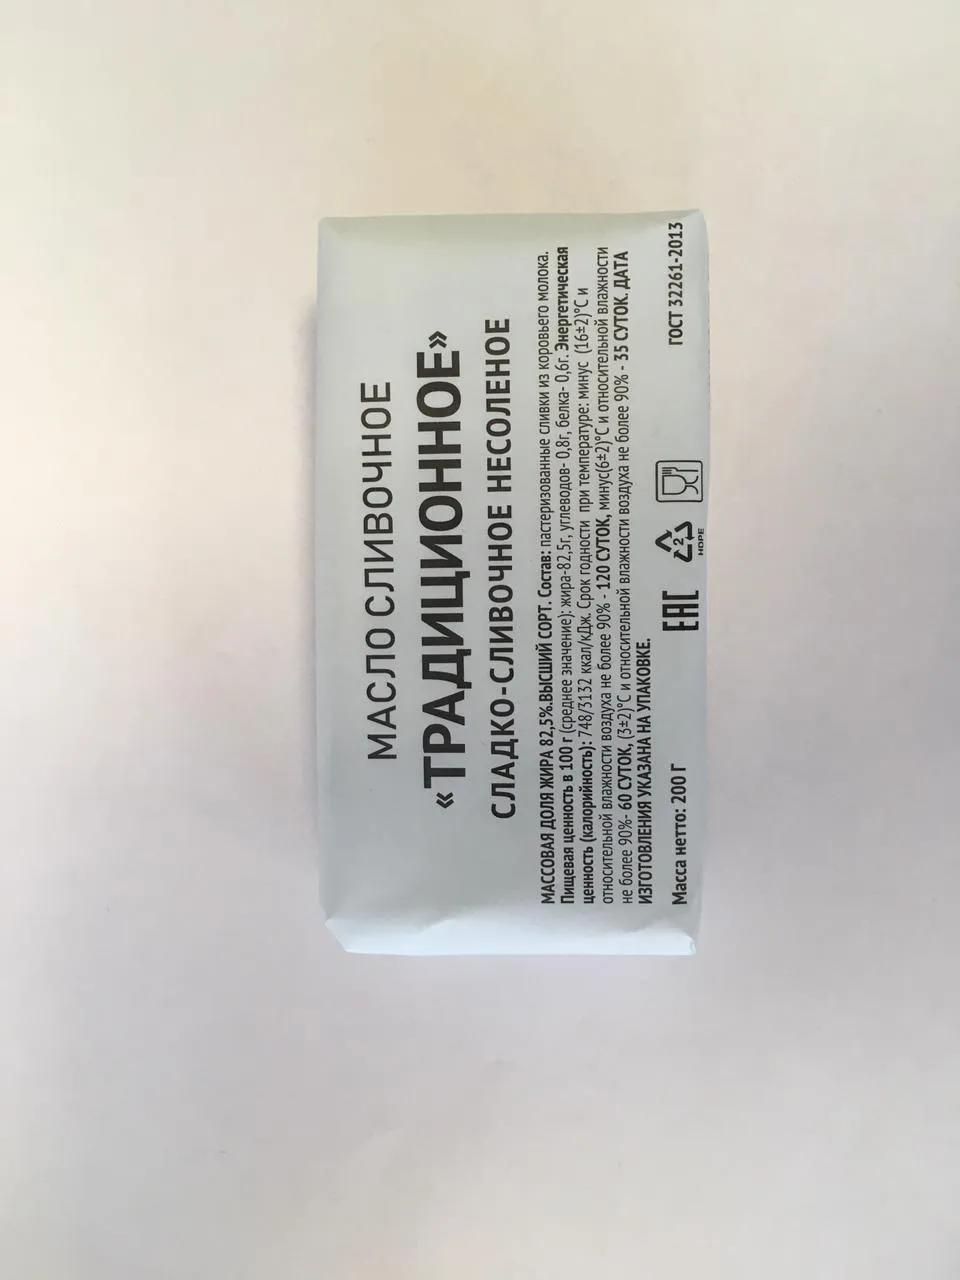 МАСЛО СЛИВОЧНОЕ
«ТРАДИЦИОННОЕ»
СЛАДКО-СЛИВОЧНОЕ НЕСОЛЕНОЕ
МАССОВАЯ ДОЛЯ ЖИРА 82,5%.ВЫСШИЙ СОРТ. Состав: пастеризованные сливки из коровьего молока.
Пищевая ценность в 100 г (среднее значение): жира-82,5г, углеводов- 0,8г, белка- 0,6г. Энергетическая
ценность (калорийность): 748/3132 ккал/кДж. Срок годности при температуре: минус (16±2)°С и
относительной влажности воздуха не более 90% - 120 СУТОК, минус(6±2)°С и относительной влажности
не более 90%- 60 СУТОК, (3±2)°С и относительной влажности воздуха не более 90% - 35 СУТОК. ДАТА
ИЗГОТОВЛЕНИЯ УКАЗАНА НА УПАКОВКЕ.
Масса нетто: 200 Г
EAC
2
HDPE
ГОСТ 32261-2013